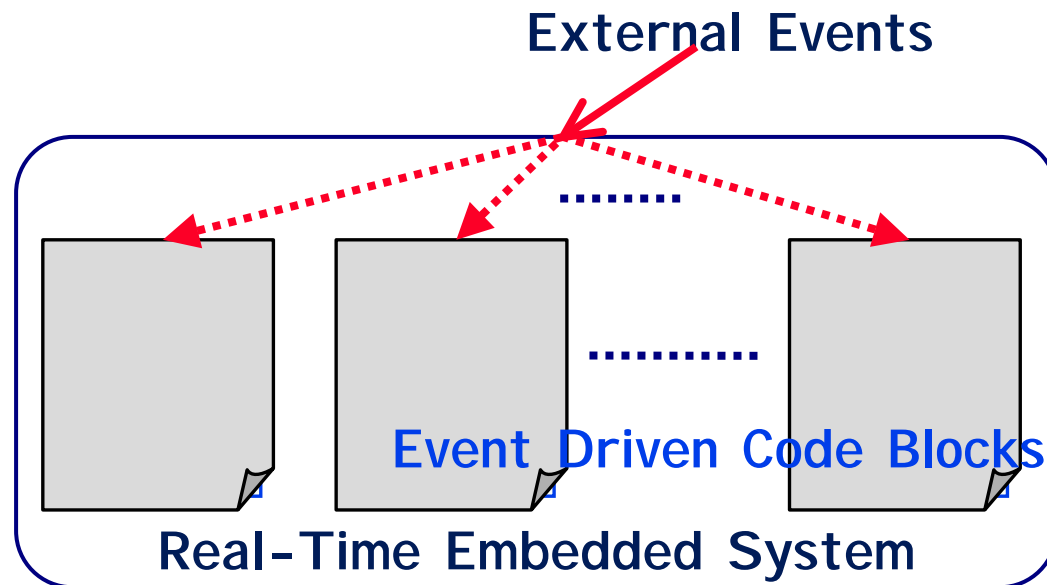 External Events
Event Driven Code Blocks
Real-Time Embedded System